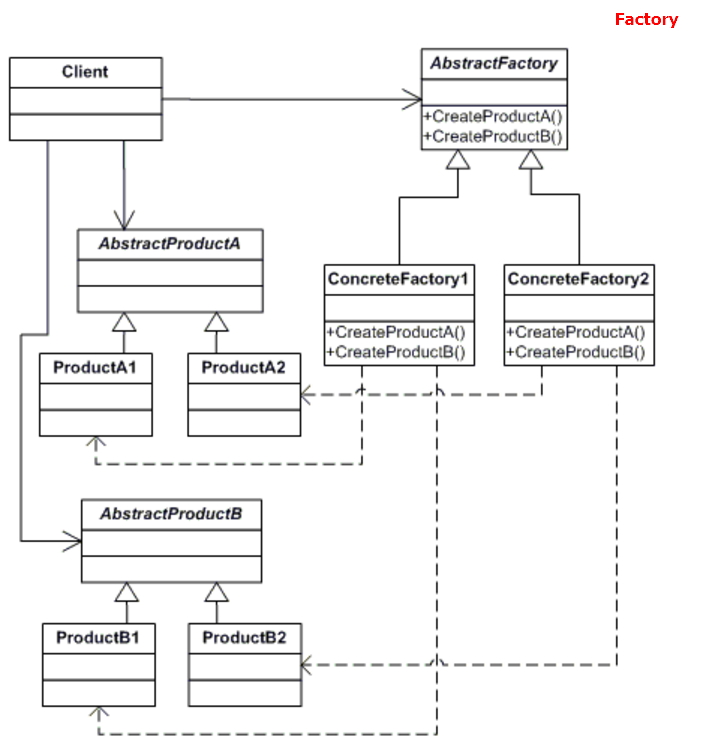 Factory
Client
AbstractFactory
+CreateProductA()
+CreateProductB()
AbstractProductA
ConcreteFactory1
+CreateProductA()
+CreateProductB()
ConcreteFactory2
+CreateProductA()
+CreateProductB()
ProductA1
ProductA2
AbstractProductB
ProductB1
ProductB2